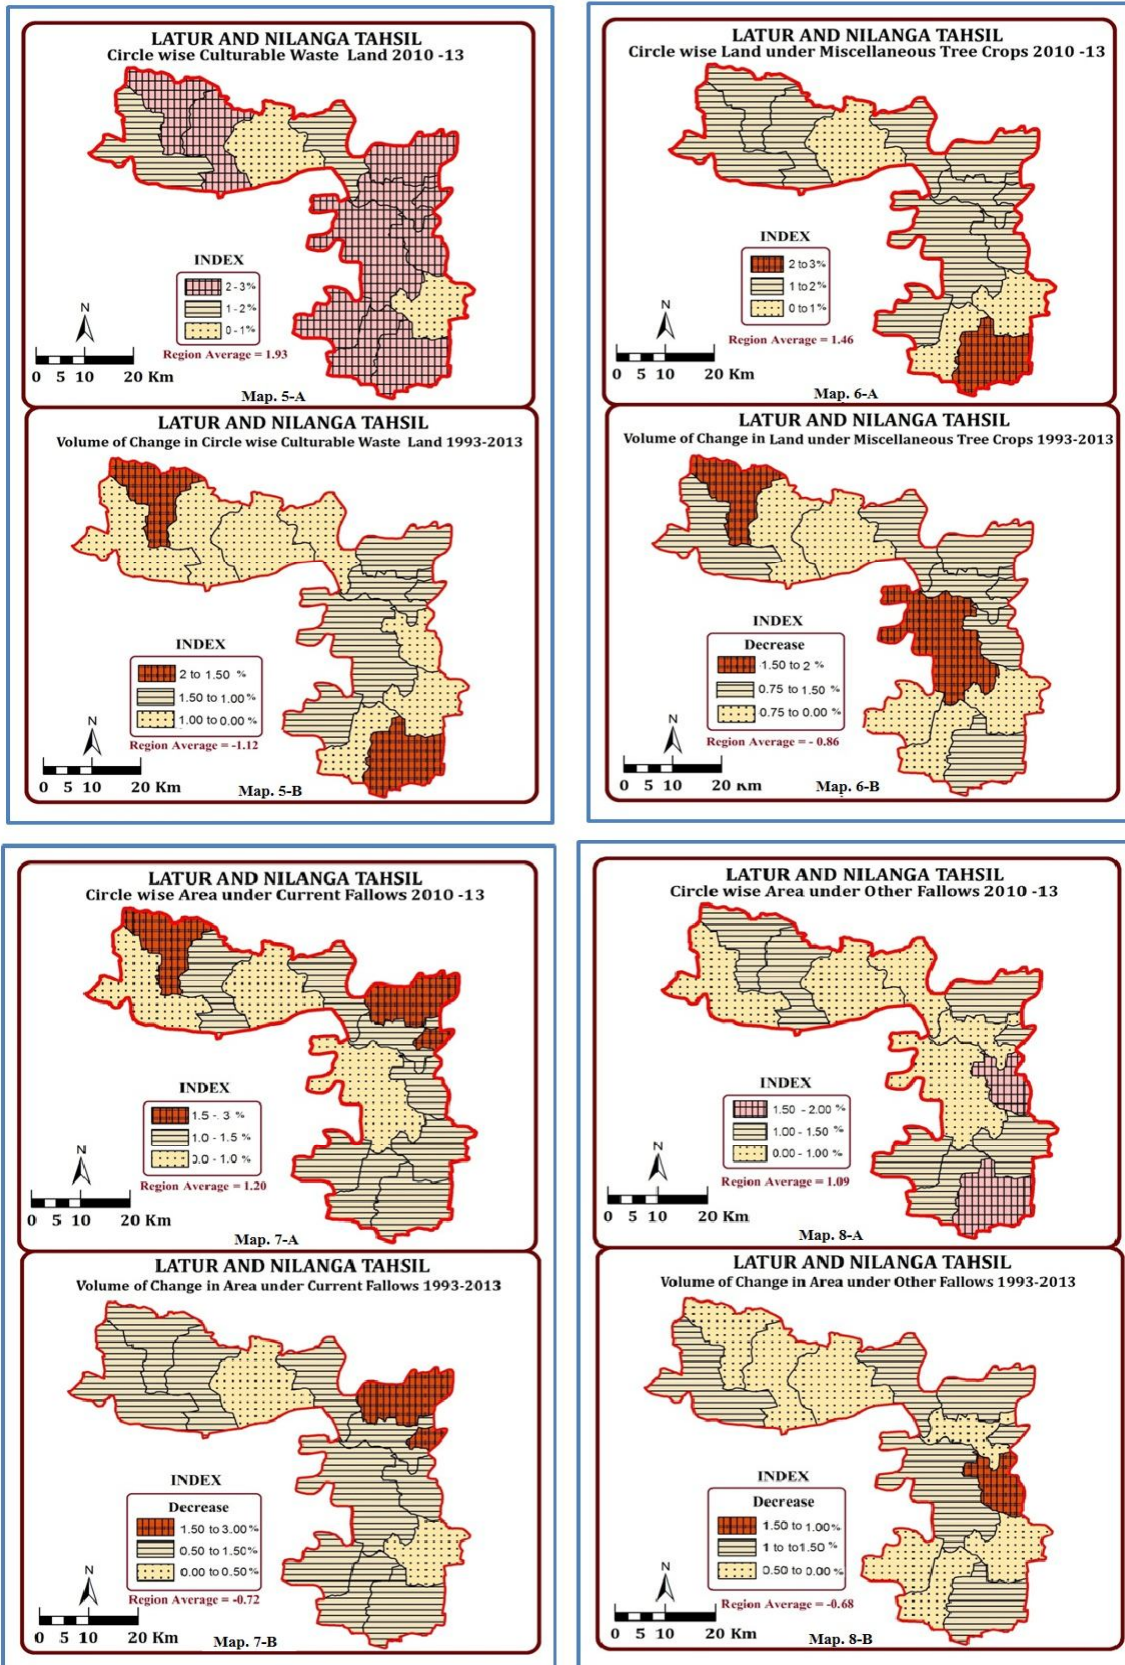 LATUR AND NILANGA TAHSIL
Circle wise Culturable Waste Land 2010 -13
INDEX
2 - 3%
1 - 2%
0 - 1%
Region Average = 1.93
N
0 5 10 20 Km
Map. 5-A
LATUR AND NILANGA TAHSIL
Volume of Change in Circle wise Culturable Waste Land 1993-2013
INDEX
2 to 1.50 %
1.50 to 1.00 %
1.00 to 0.00 %
Region Average = -1.12
N
0 5 10 20 Km
Map. 5-B
LATUR AND NILANGA TAHSIL
Circle wise Land under Miscellaneous Tree Crops 2010 -13
INDEX
2 to 3%
1 to 2%
0 to 1%
Region Average = 1.46
N
0 5 10 20 Km
Map. 6-A
LATUR AND NILANGA TAHSIL
Volume of Change in Land under Miscellaneous Tree Crops 1993-2013
INDEX
Decrease
1.50 to 2 %
0.75 to 1.50 %
0.75 to 0.00 %
Region Average = - 0.86
N
0 5 10 20 Km
Map. 6-B
LATUR AND NILANGA TAHSIL
Circle wise Area under Current Fallows 2010 -13
INDEX
1.5 - 3 %
1.0 - 1.5 %
0.0 - 1.0 %
Region Average = 1.20
N
0 5 10 20 Km
Map. 7-A
LATUR AND NILANGA TAHSIL
Volume of Change in Area under Current Fallows 1993-2013
INDEX
Decrease
1.50 to 3.00 %
0.50 to 1.50 %
0.00 to 0.50 %
Region Average = -0.72
N
0 5 10 20 Km
Map. 7-B
LATUR AND NILANGA TAHSIL
Circle wise Area under Other Fallows 2010 -13
INDEX
1.50 - 2.00 %
1.00 - 1.50 %
0.00 - 1.00 %
Region Average = 1.09
N
0 5 10 20 Km
Map. 8-A
LATUR AND NILANGA TAHSIL
Volume of Change in Area under Other Fallows 1993-2013
INDEX
Decrease
1.50 to 1.00%
1 to to1.50 %
0.50 to 0.00 %
Region Average = -0.68
N
0 5 10 20 Km
Map. 8-B